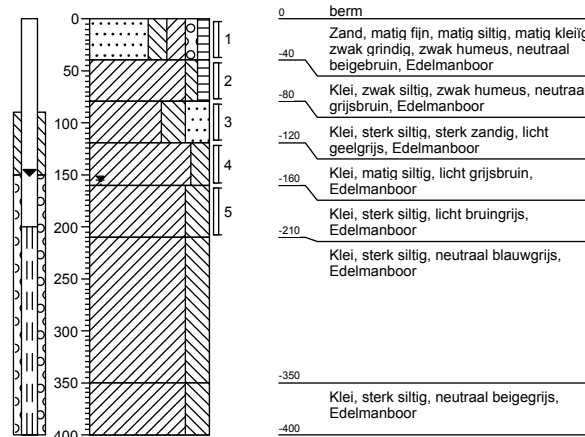 0
50
100
150
200
250
300
350
400
1
2
3
4
5
0 berm
Zand, matig fijn, matig siltig, matig kleiïg
zwak grindig, zwak humeus, neutraal
beigebruin, Edelmanboor
-40
Klei, zwak siltig, zwak humeus, neutraa
grijsbruin, Edelmanboor
-80
Klei, sterk siltig, sterk zandig, licht
geelgrijs, Edelmanboor
-120
Klei, matig siltig, licht grijsbruin,
Edelmanboor
-160
Klei, sterk siltig, licht bruingrijs,
Edelmanboor
-210
Klei, sterk siltig, neutraal blauwgrijs,
Edelmanboor
-350
Klei, sterk siltig, neutraal beigegrijs,
Edelmanboor
-400